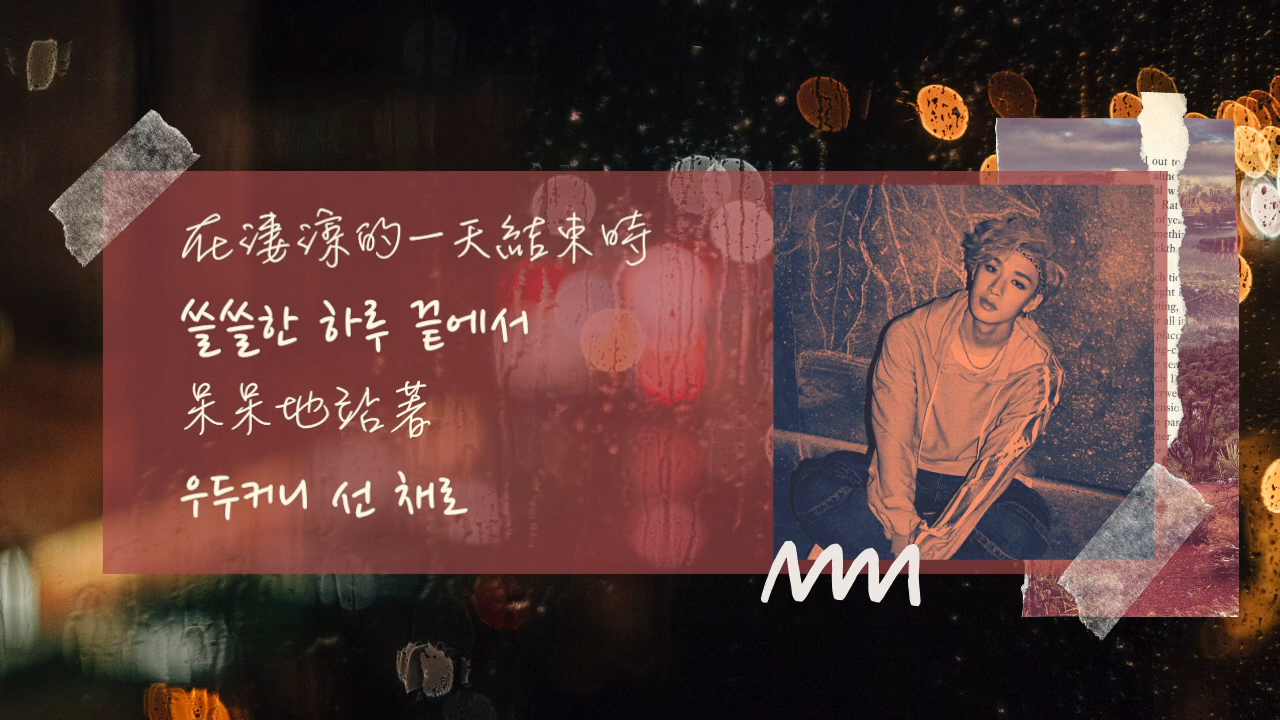 在淒涼的一天結束時
쓸쓸한 하루 끝에서
呆呆地站著
우두커니 선 채로